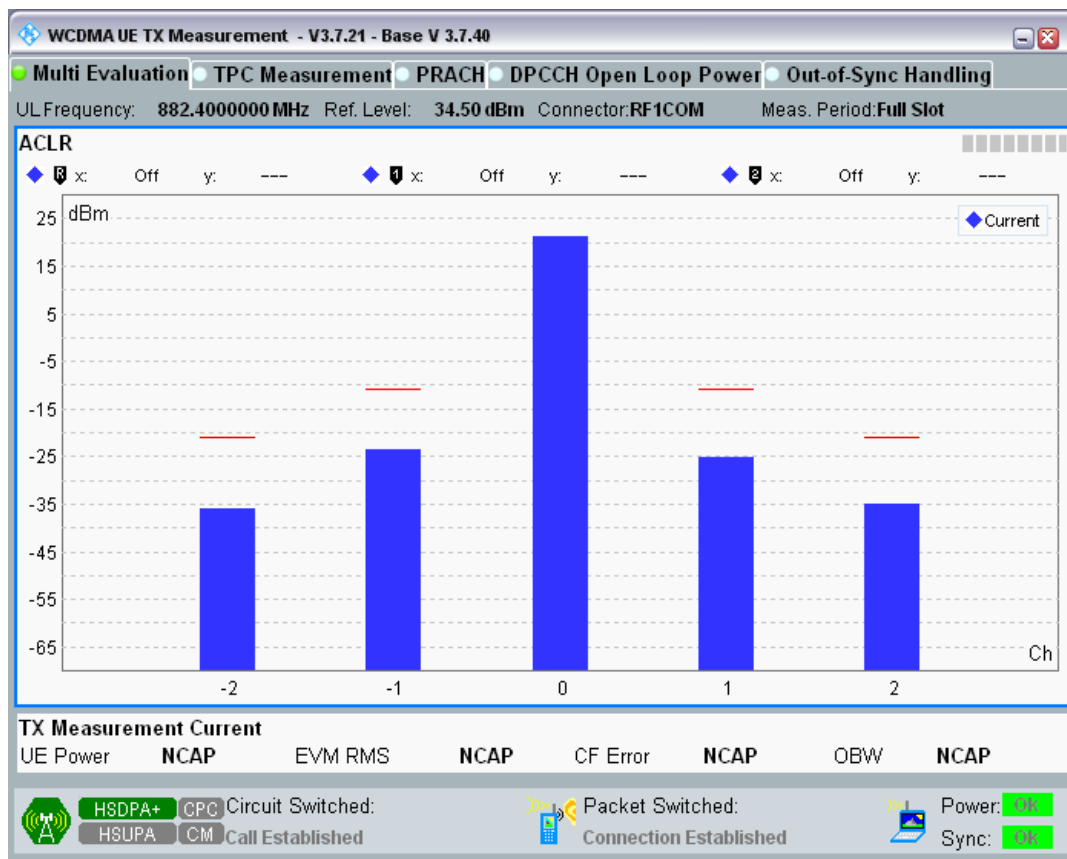 WCDMA UE TX Measurement - V3.7.21 - Base V 3.7.40
Multi Evaluation TPC Measurement PRACH DPCCH Open Loop Power Out-of-Sync Handling
UL Frequency: 882.4000000 MHz Ref. Level: 34.50 dBm Connector:RF1COM Meas. Period:Full Slot
ACLR
R x: Off y: --- 1 x: Off y: --- 2 x: Off y: ---
dBm
Current
25
15
5
-5
-15
-25
-35
-45
-55
-65
Ch
-2 -1 0 1 2
TX Measurement Current
UE Power NCAP EVM RMS NCAP CF Error NCAP OBW NCAP
HSDPA+ CPC Circuit Switched: Packet Switched: Power: Ok
HSUPA CM Call Established Connection Established Sync: Ok